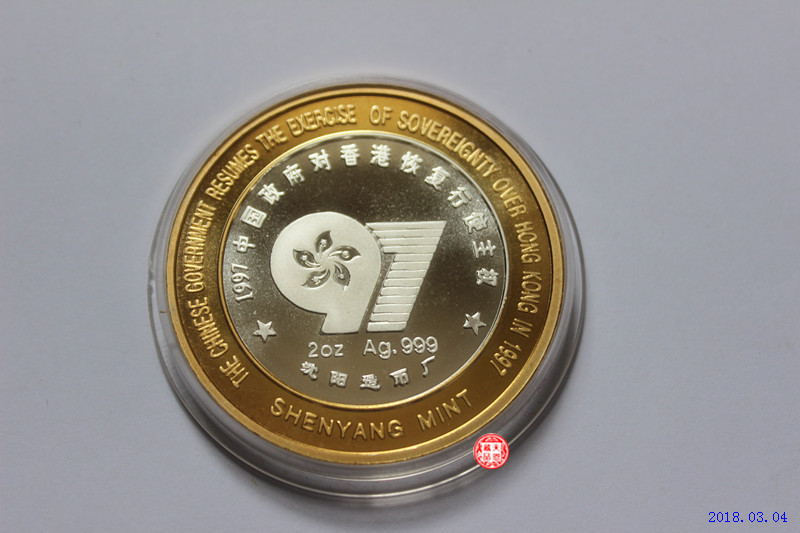 THE CHINESE GOVERNMENT RESUMES THE EXERCISE OF SOVEREIGNTY OVER HONG KONG IN 1997
1997中国政府对香港恢复行使主权
97
2oz Ag.999
沈阳造币厂
SHENYANG MINT
2018.03.04